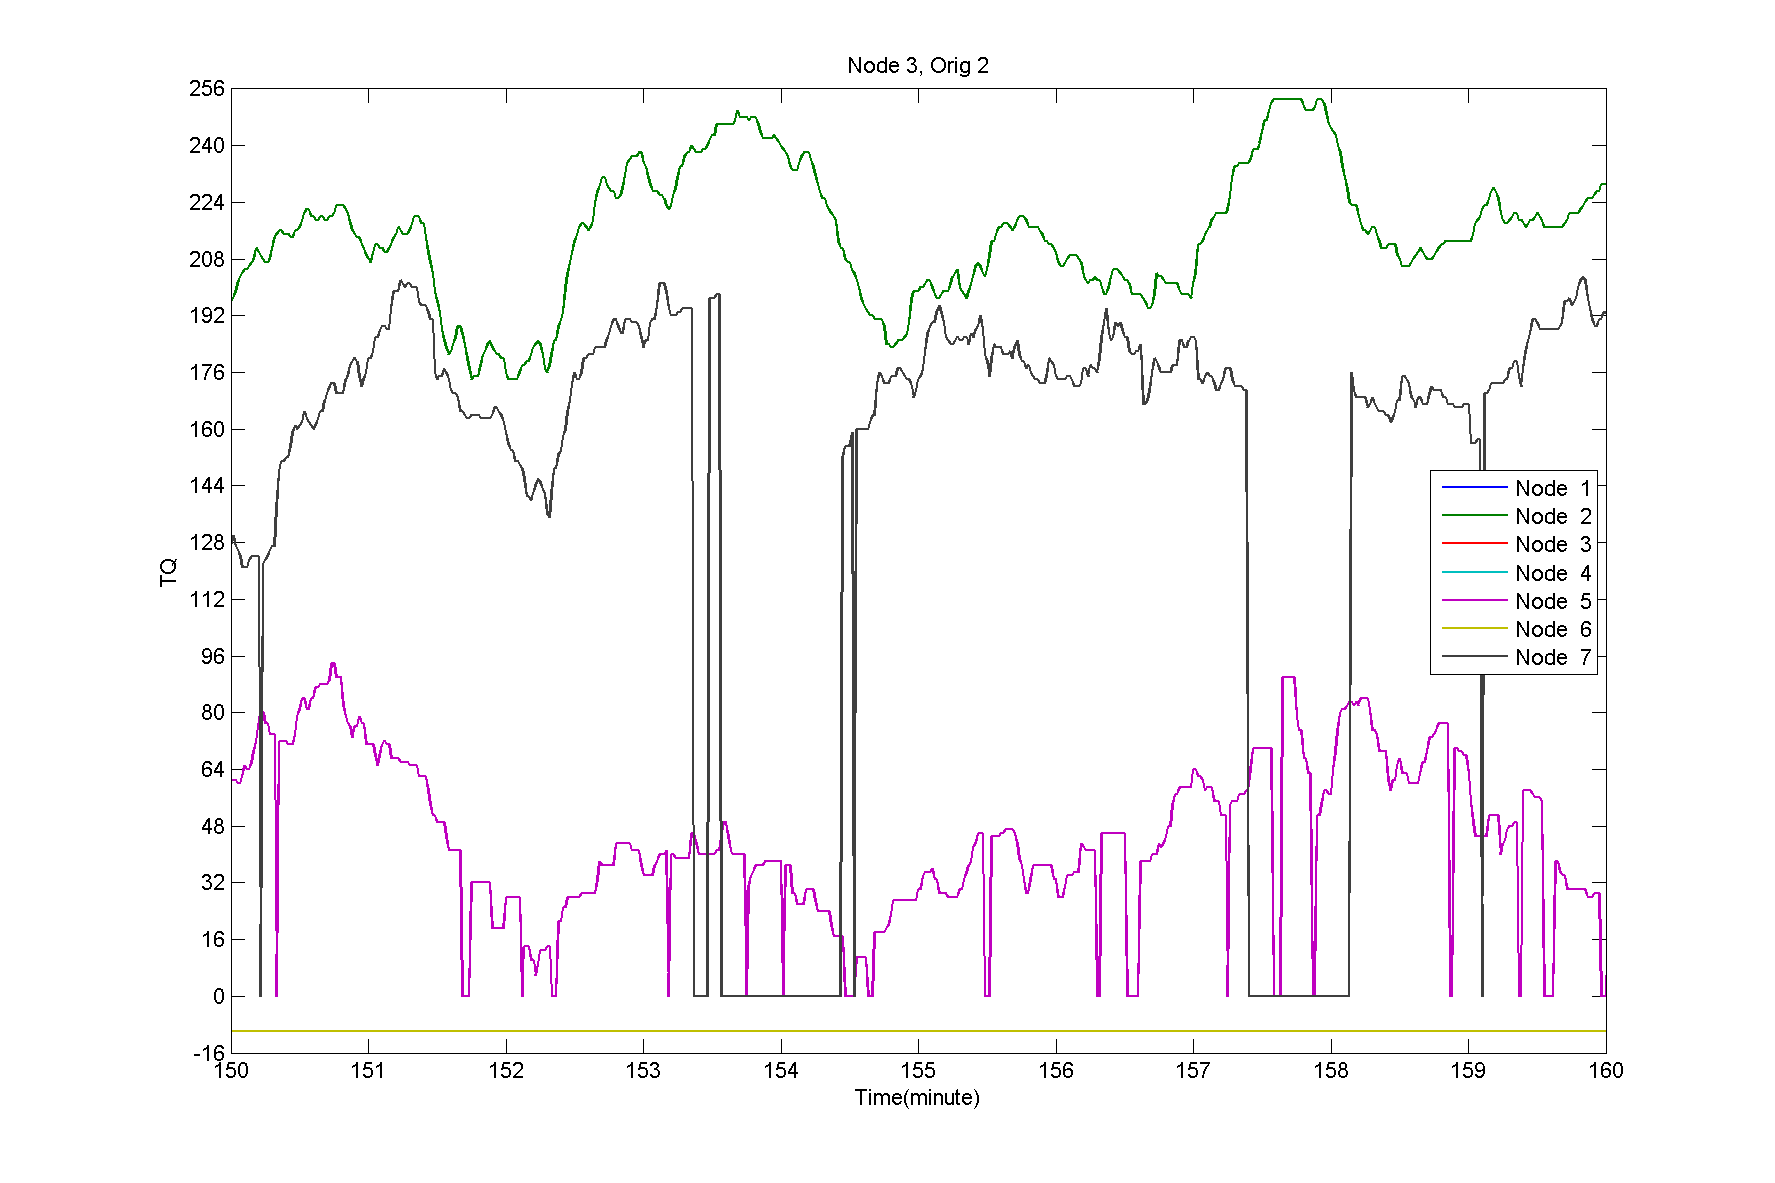 Node 3, Orig 2
256
240
224
208
192
176
160
144
128
112
96
80
64
48
32
16
0
-16
TQ
Node 1
Node 2
Node 3
Node 4
Node 5
Node 6
Node 7
150 151 152 153 154 155 156 157 158 159 160
Time(minute)